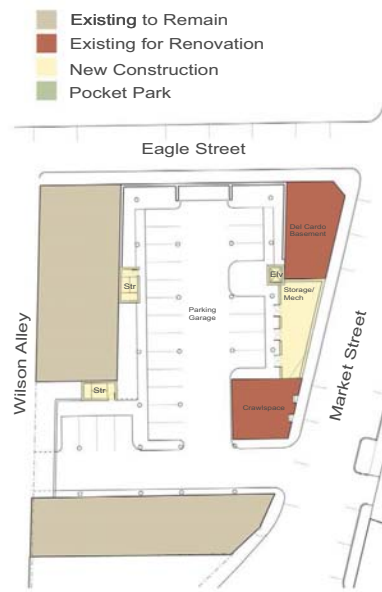 Existing to Remain
Existing for Renovation
New Construction
Pocket Park
Eagle Street
Del Cardo
Basement
Str
Elv
Storage/
Mech
Parking
Garage
Wilson Alley
Market Street
Str
Crawlspace